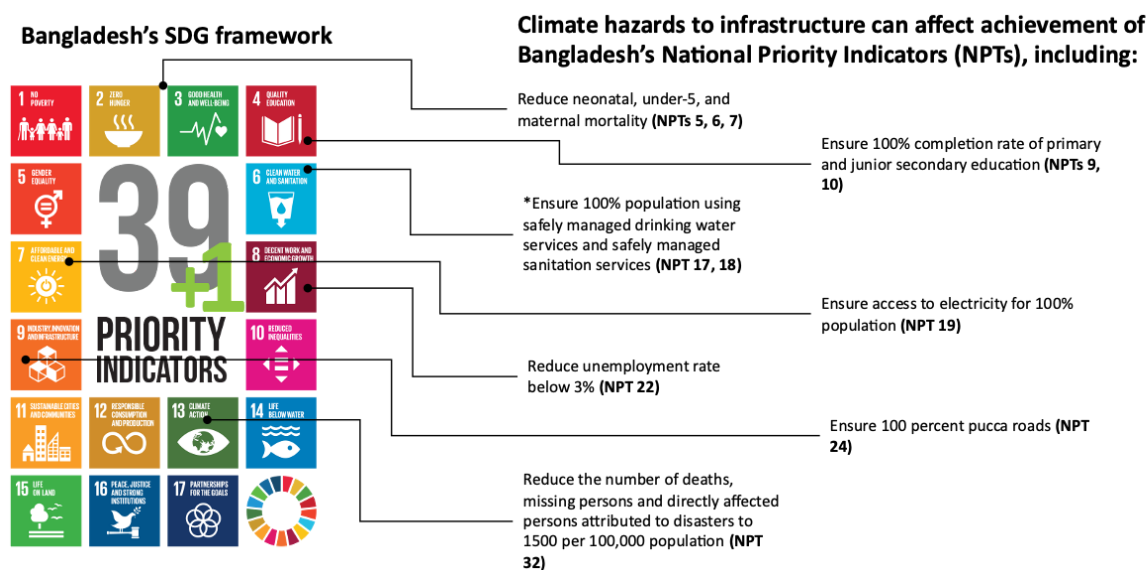 Bangladesh's SDG framework
Climate hazards to infrastructure can affect achievement of
Bangladesh's National Priority Indicators (NPTs), including:
1 NO
POVERTY
2 ZERO
HUNGER
3 GOOD HEALTH
AND WELL-BEING
4 QUALITY
EDUCATION
5 GENDER
EQUALITY
6 CLEAN WATER
AND SANITATION
7 AFFORDABLE AND
CLEAN ENERGY
8 DECENT WORK AND
ECONOMIC GROWTH
39
+1
PRIORITY
INDICATORS
9 INDUSTRY, INNOVATION
AND INFRASTRUCTURE
10 REDUCED
INEQUALITIES
11 SUSTAINABLE CITIES
AND COMMUNITIES
12 RESPONSIBLE
CONSUMPTION
AND PRODUCTION
13 CLIMATE
ACTION
14 LIFE
BELOW WATER
15 LIFE
ON LAND
16 PEACE, JUSTICE
AND STRONG
INSTITUTIONS
17 PARTNERSHIPS
FOR THE GOALS
Reduce neonatal, under-5, and
maternal mortality (NPTs 5, 6, 7)
Ensure 100% completion rate of primary
and junior secondary education (NPTs 9,
10)
*Ensure 100% population using
safely managed drinking water
services and safely managed
sanitation services (NPT 17, 18)
Ensure access to electricity for 100%
population (NPT 19)
Reduce unemployment rate
below 3% (NPT 22)
Ensure 100 percent pucca roads (NPT
24)
Reduce the number of deaths,
missing persons and directly affected
persons attributed to disasters to
1500 per 100,000 population (NPT
32)